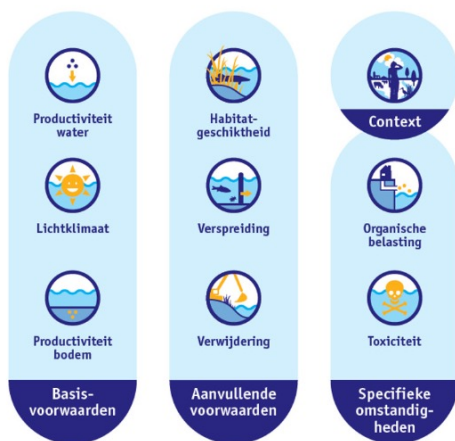 Productiviteit
water
Lichtklimaat
Productiviteit
bodem
Basis-
voorwaarden
Habitat-
geschiktheid
Verspreiding
Verwijdering
Aanvullende
voorwaarden
Context
Organische
belasting
Toxiciteit
Specifieke
omstandig-
heden